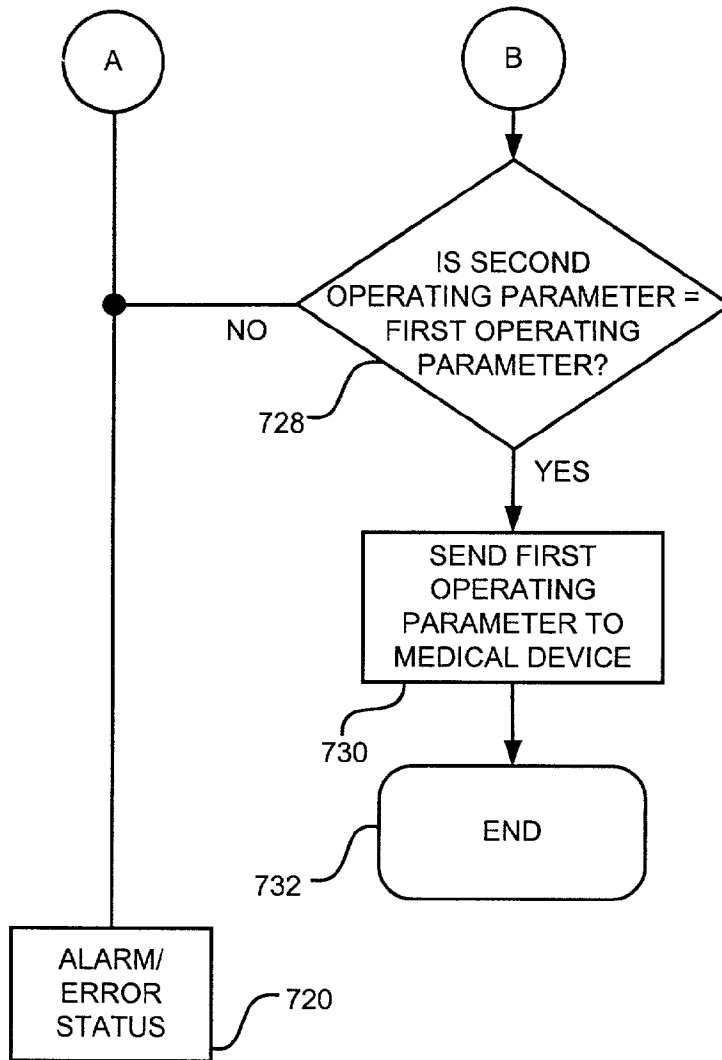 A
B
IS SECOND
OPERATING PARAMETER =
FIRST OPERATING
PARAMETER?
NO
728
YES
SEND FIRST
OPERATING
PARAMETER TO
MEDICAL DEVICE
730
END
732
ALARM/
ERROR
STATUS
720